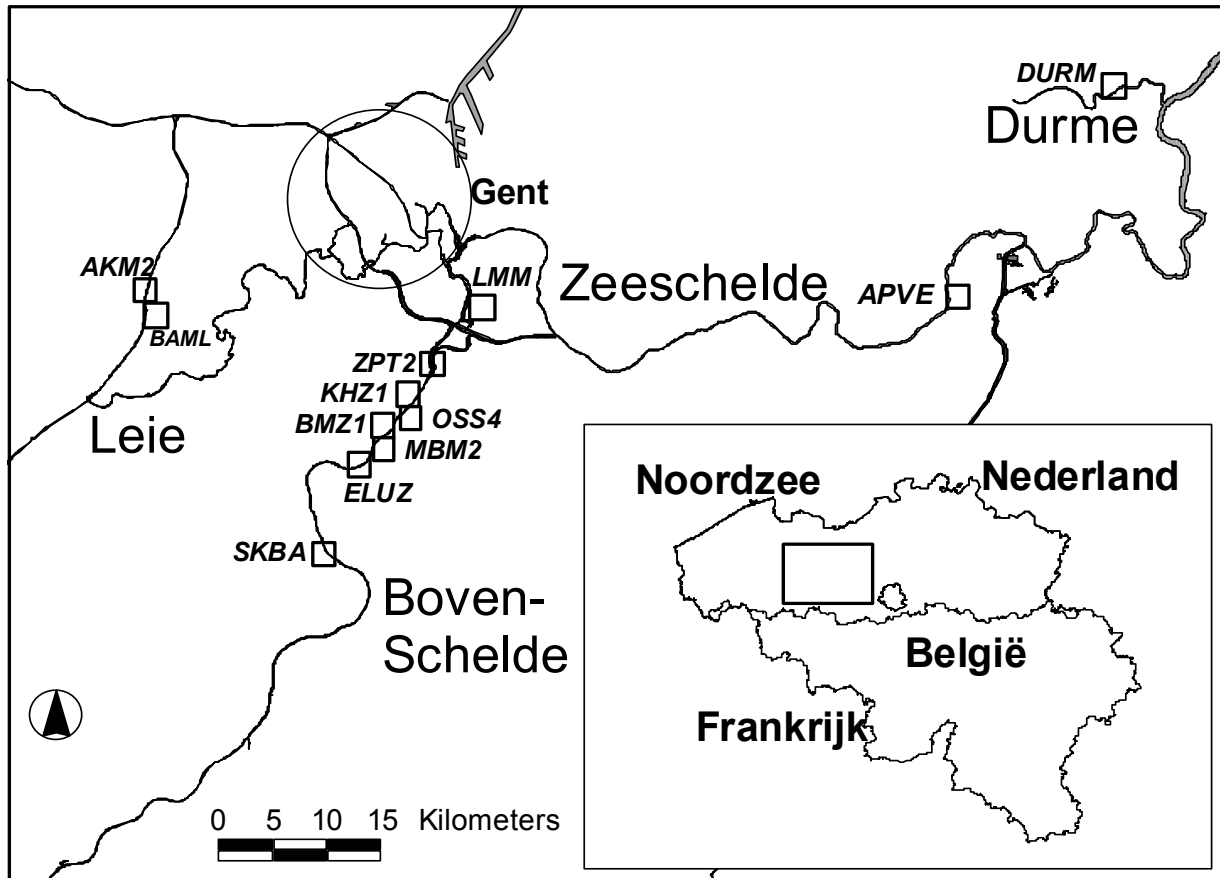 DURM
Durme
Gent
AKM2
LMM
Zeeschelde
APVE
BAML
ZPT2
KHZ1
BMZ1
OSS4
Leie
MBM2
ELUZ
SKBA
Boven-
Schelde
Noordzee
Nederland
België
Frankrijk
0 5 10 15 Kilometers